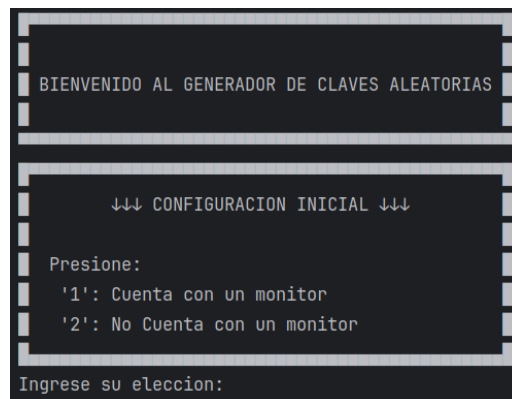 BIENVENIDO AL GENERADOR DE CLAVES ALEATORIAS
↓↓↓ CONFIGURACION INICIAL ↓↓↓
Presione:
'1': Cuenta con un monitor
'2': No Cuenta con un monitor
Ingrese su eleccion: